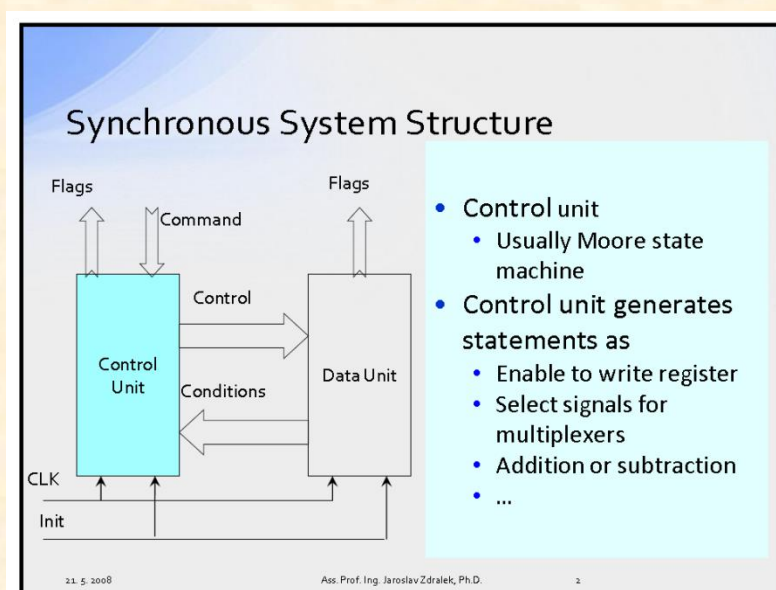 Synchronous System Structure
Flags
Flags
Command
Control
Control
Unit
Data Unit
Conditions
CLK
Init
• Control unit
• Usually Moore state
machine
• Control unit generates
statements as
• Enable to write register
• Select signals for
multiplexers
• Addition or subtraction
• ...
21. 5. 2008
Ass. Prof. Ing. Jaroslav Zdralek, Ph.D.
2